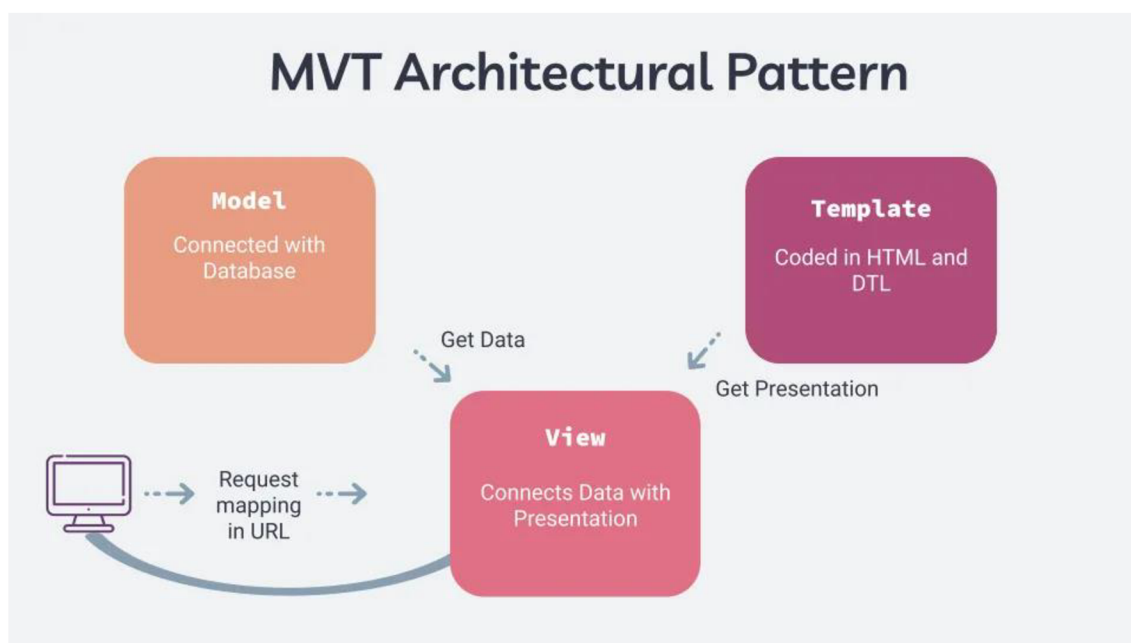 MVT Architectural Pattern
Model
Connected with
Database
Template
Coded in HTML and
DTL
Get Data
Get Presentation
View
Connects Data with
Presentation
Request
mapping
in URL